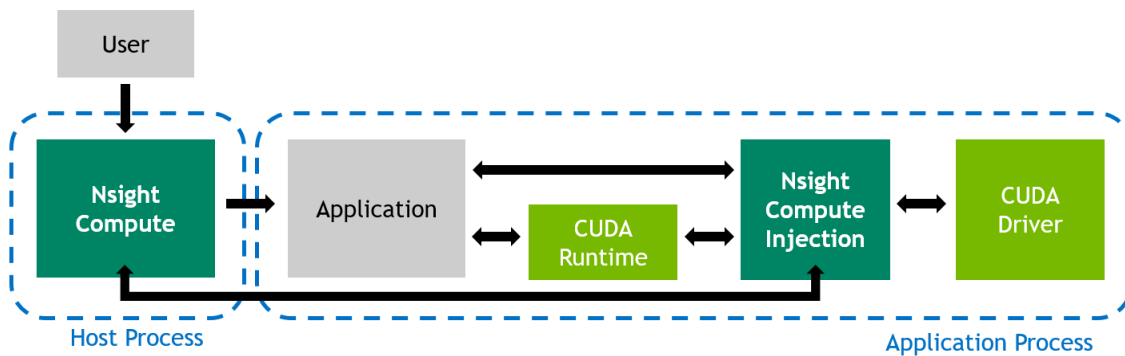 User
Nsight
Compute
Application
CUDA
Runtime
Nsight
Compute
Injection
CUDA
Driver
Host Process
Application Process